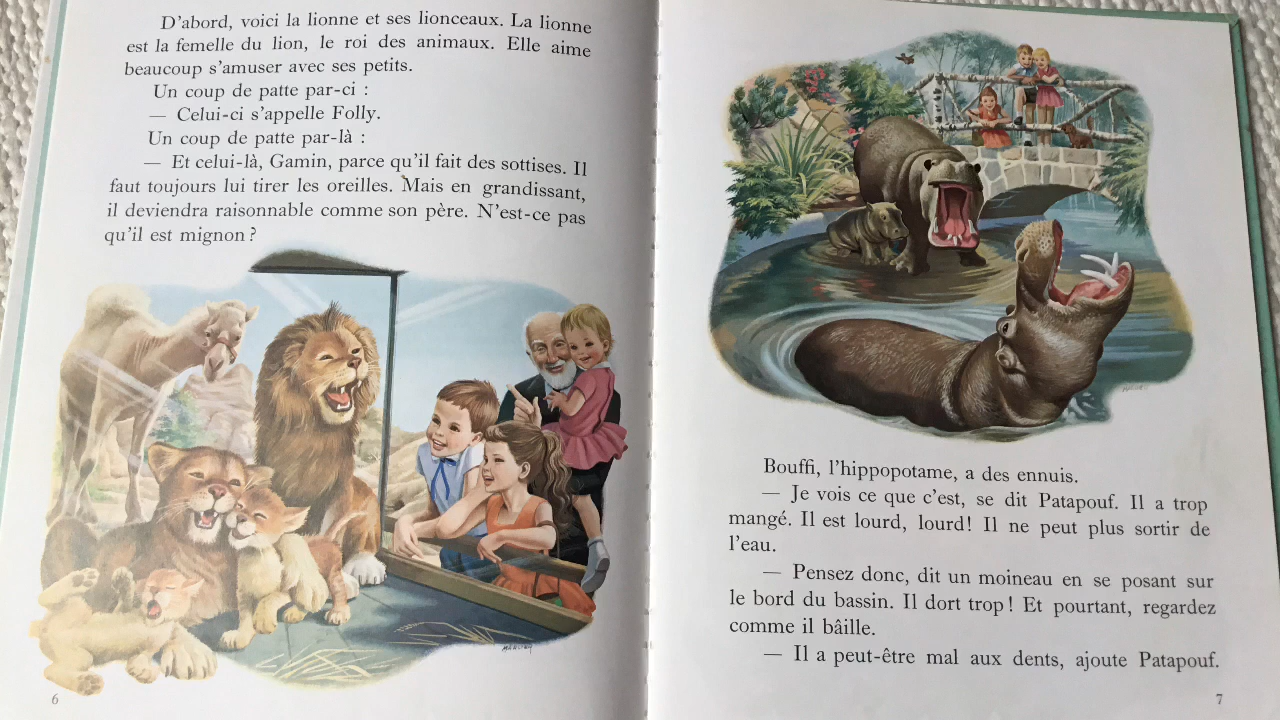 D'abord, voici la lionne et ses lionceaux. La lionne
est la femelle du lion, le roi des animaux. Elle aime
beaucoup s'amuser avec ses petits.
Un coup de patte par-ci :
— Celui-ci s'appelle Folly.
Un coup de patte par-là :
— Et celui-là, Gamin, parce qu'il fait des sottises. Il
faut toujours lui tirer les oreilles. Mais en grandissant,
il deviendra raisonnable comme son père. N'est-ce pas
qu'il est mignon ?
6
Bouffi, l'hippopotame, a des ennuis.
— Je vois ce que c'est, se dit Patapouf. Il a trop
mangé. Il est lourd, lourd! Il ne peut plus sortir de
l'eau.
— Pensez donc, dit un moineau en se posant sur
le bord du bassin. Il dort trop ! Et pourtant, regardez
comme il bâille.
— Il a peut-être mal aux dents, ajoute Patapouf.
7